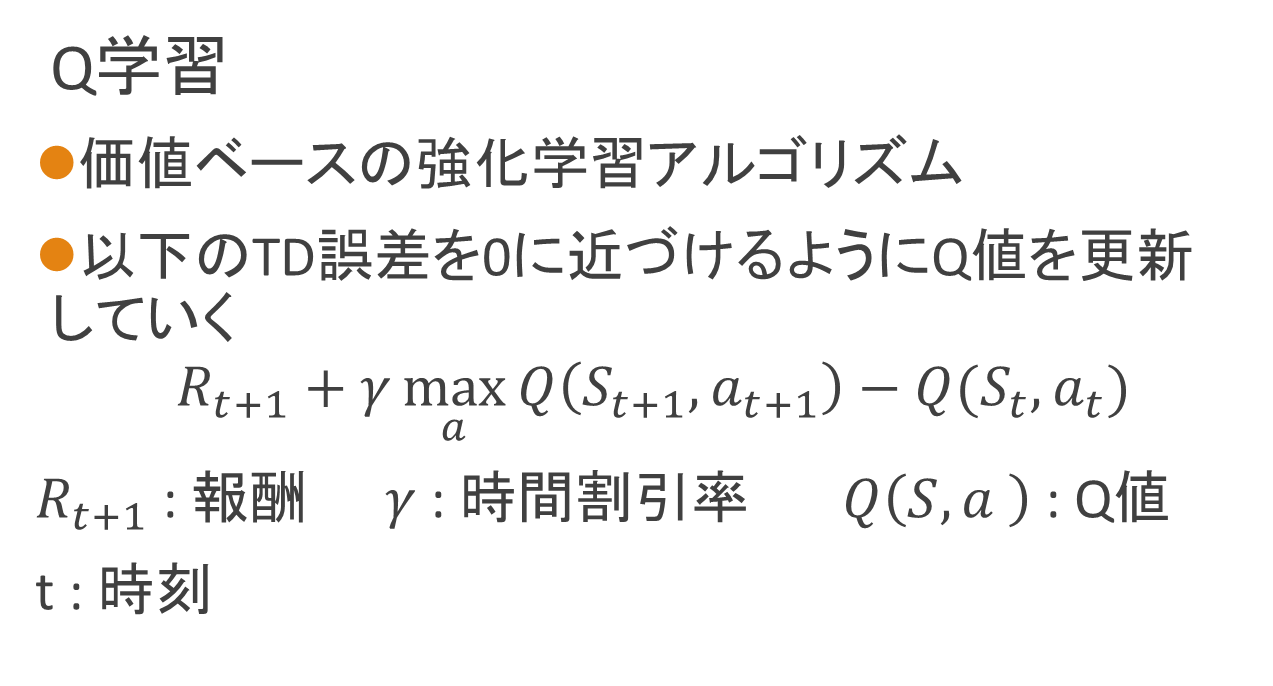 Q学習
●価値ベースの強化学習アルゴリズム
●以下のTD誤差を0に近づけるようにQ値を更新
していく
R_{t+1} + γ max_a Q(S_{t+1}, a_{t+1}) − Q(S_t, a_t)
R_{t+1} : 報酬 γ : 時間割引率 Q(S, a ) : Q値
t : 時刻